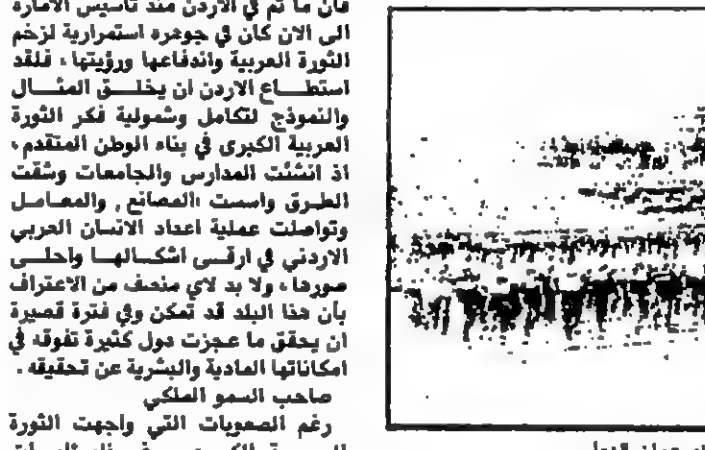 فان ما تم في الاردن منذ تأسيس الامارة
الى الان كان في جوهره استمرارية لزخم
الثورة العربية واندفاعها ورؤيتها ، فلقد
استطاع الاردن ان يخلق المثال
والنموذج لتكامل وشمولية فكر الثورة
العربية الكبرى في بناء الوطن المتقدم ،
اذ انشئت المدارس والجامعات وشقت
الطرق واسست المصانع , والمعامل
وتواصلت عملية اعداد الانسان العربي
الاردني في ارقى اشكالها واحلى
صورها ، ولا بد لاي منصف من الاعتراف
بأن هذا البلد قد تمكن وفي فترة قصيرة
ان يحقق ما عجزت دول كثيرة تفوقه في
امكاناتها المادية والبشرية عن تحقيقه .
صاحب السمو الملكي
رغم الصعوبات التي واجهت الثورة